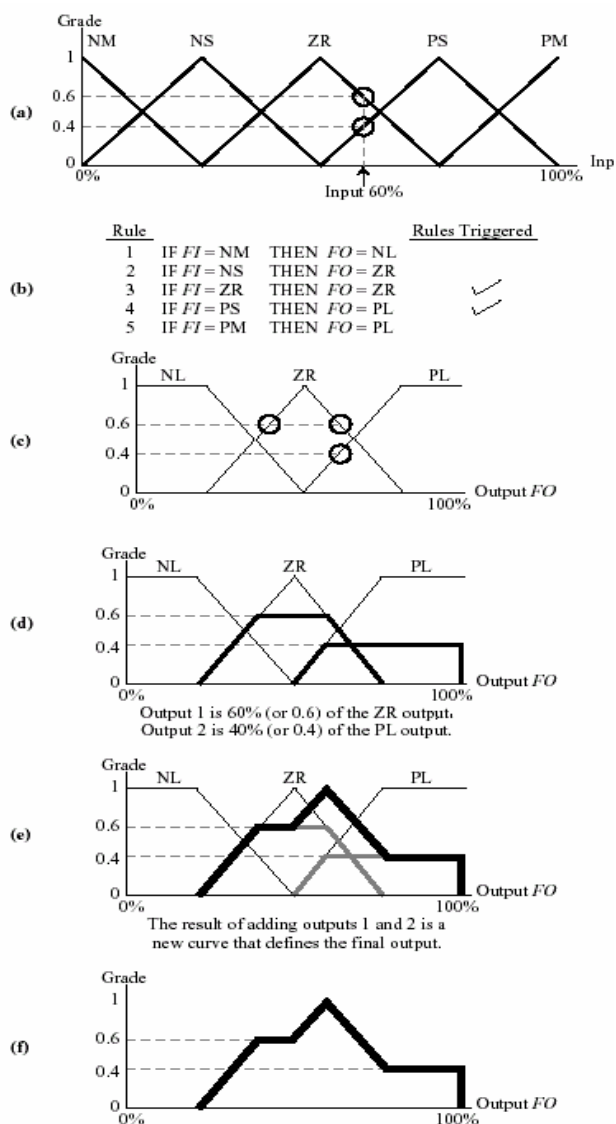 Grade
NM NS ZR PS PM
1
0.6
(a)
0.4
0
Inp
0% 100%
Input 60%
Rule Rules Triggered
1 IF FI = NM THEN FO = NL
2 IF FI = NS THEN FO = ZR
(b) 3 IF FI = ZR THEN FO = ZR
4 IF FI = PS THEN FO = PL
5 IF FI = PM THEN FO = PL
Grade
NL ZR PL
1
0.6
(c)
0.4
0
0% 100% Output FO
Grade
NL ZR PL
1
(d)
0.6
0.4
0
0% 100% Output FO
Output 1 is 60% (or 0.6) of the ZR output.
Output 2 is 40% (or 0.4) of the PL output.
Grade
NL ZR PL
1
(e)
0.6
0.4
0
0% 100% Output FO
The result of adding outputs 1 and 2 is a
new curve that defines the final output.
Grade
1
(f)
0.6
0.4
0
0% 100% Output FO